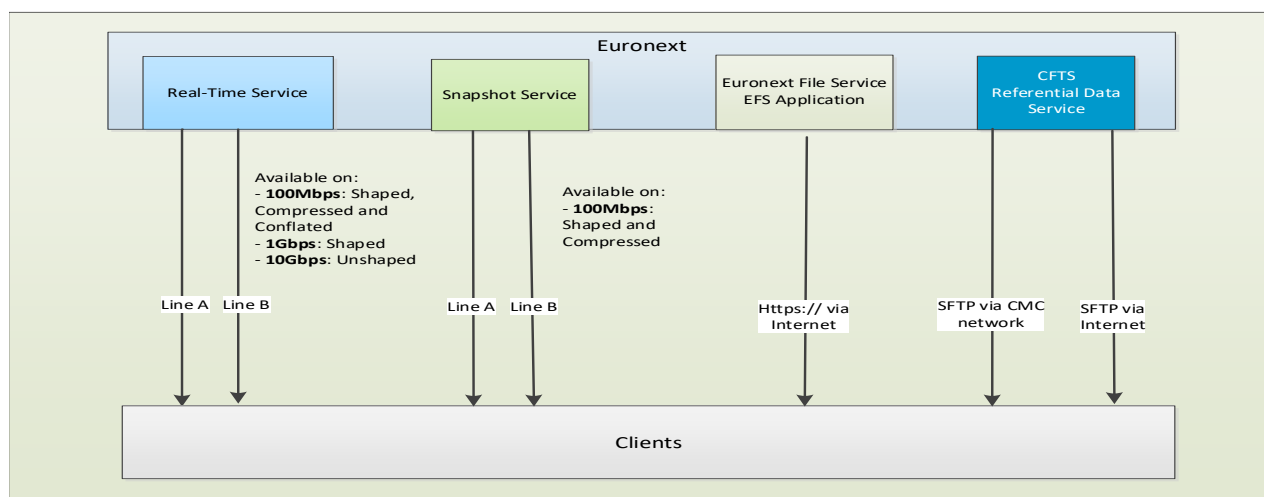 Euronext
Real-Time Service
Snapshot Service
Euronext File Service
EFS Application
CFTS
Referential Data
Service
Available on:
- 100Mbps: Shaped,
Compressed and
Conflated
- 1Gbps: Shaped
- 10Gbps: Unshaped
Available on:
- 100Mbps:
Shaped and
Compressed
Line A
Line B
Line A
Line B
Https:// via
Internet
SFTP via CMC
network
SFTP via
Internet
Clients